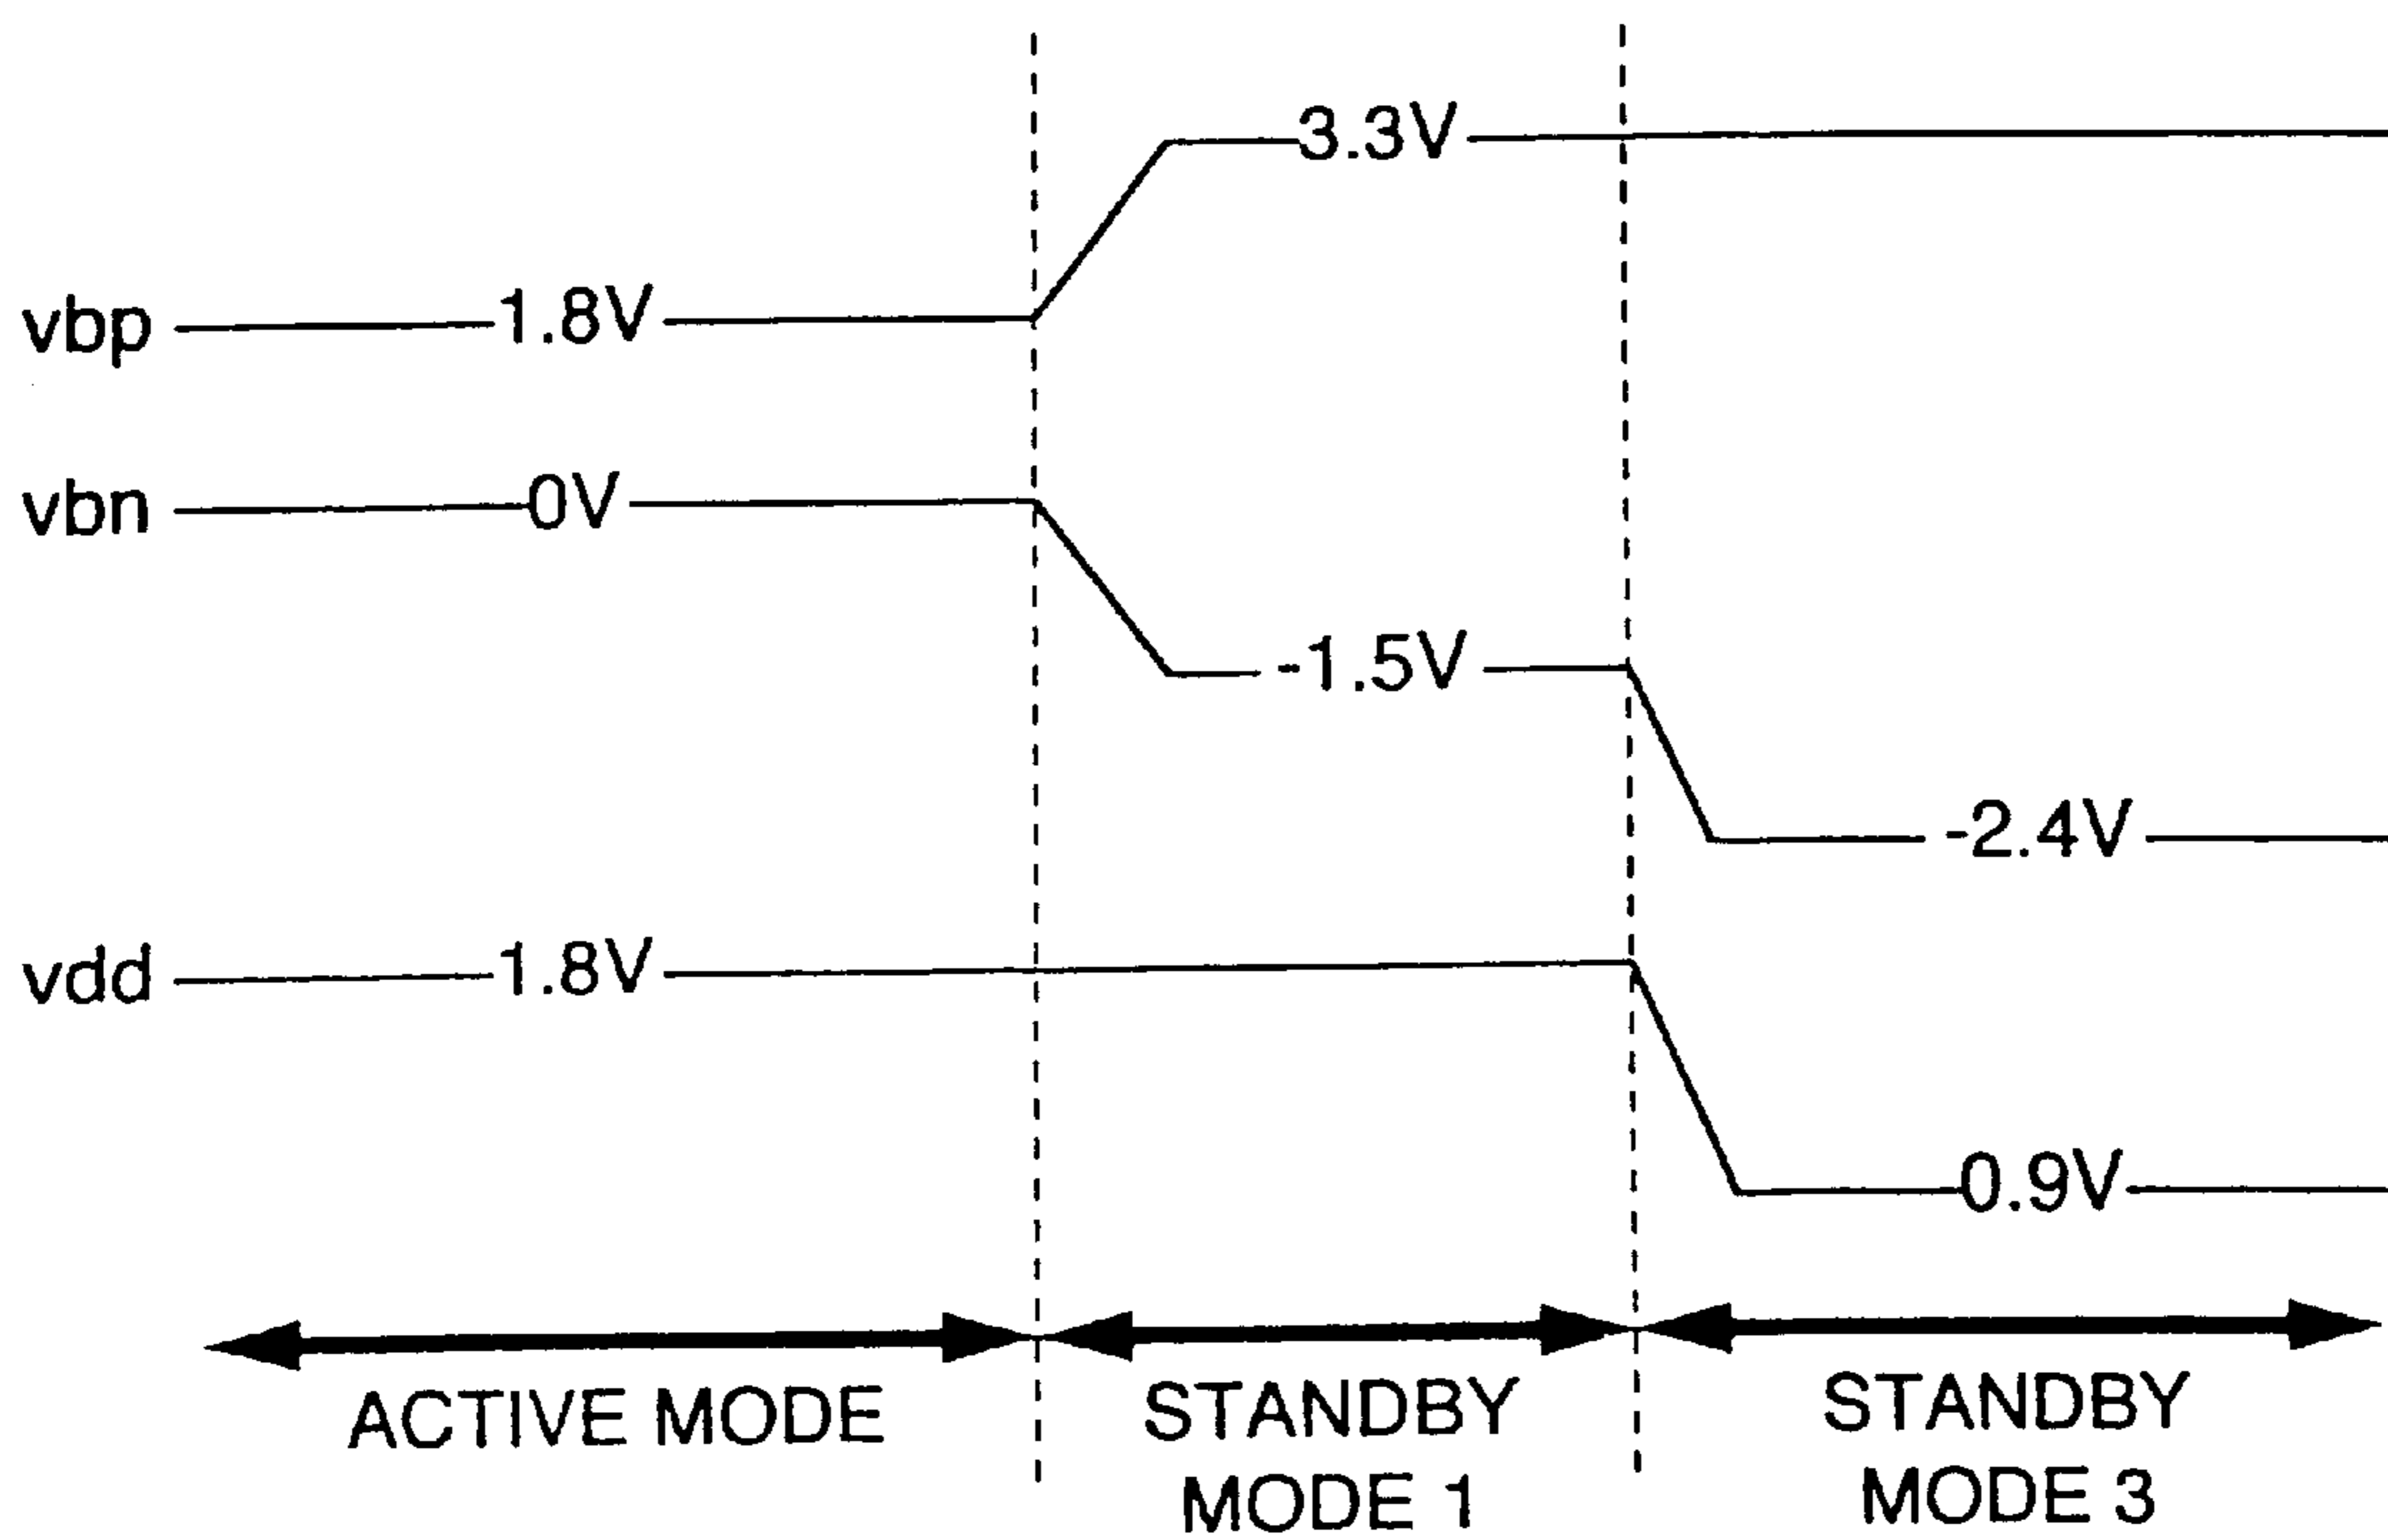 3.3V
vbp 1.8V
vbn 0V
-1.5V
-2.4V
vdd 1.8V
0.9V
ACTIVE MODE
STANDBY
MODE 1
STANDBY
MODE 3